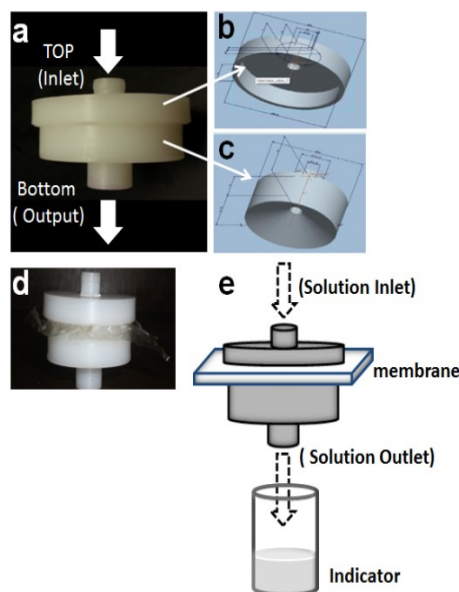 a
TOP
(Inlet)
Bottom
( Output)
b
c
d
e
(Solution Inlet)
membrane
( Solution Outlet)
Indicator